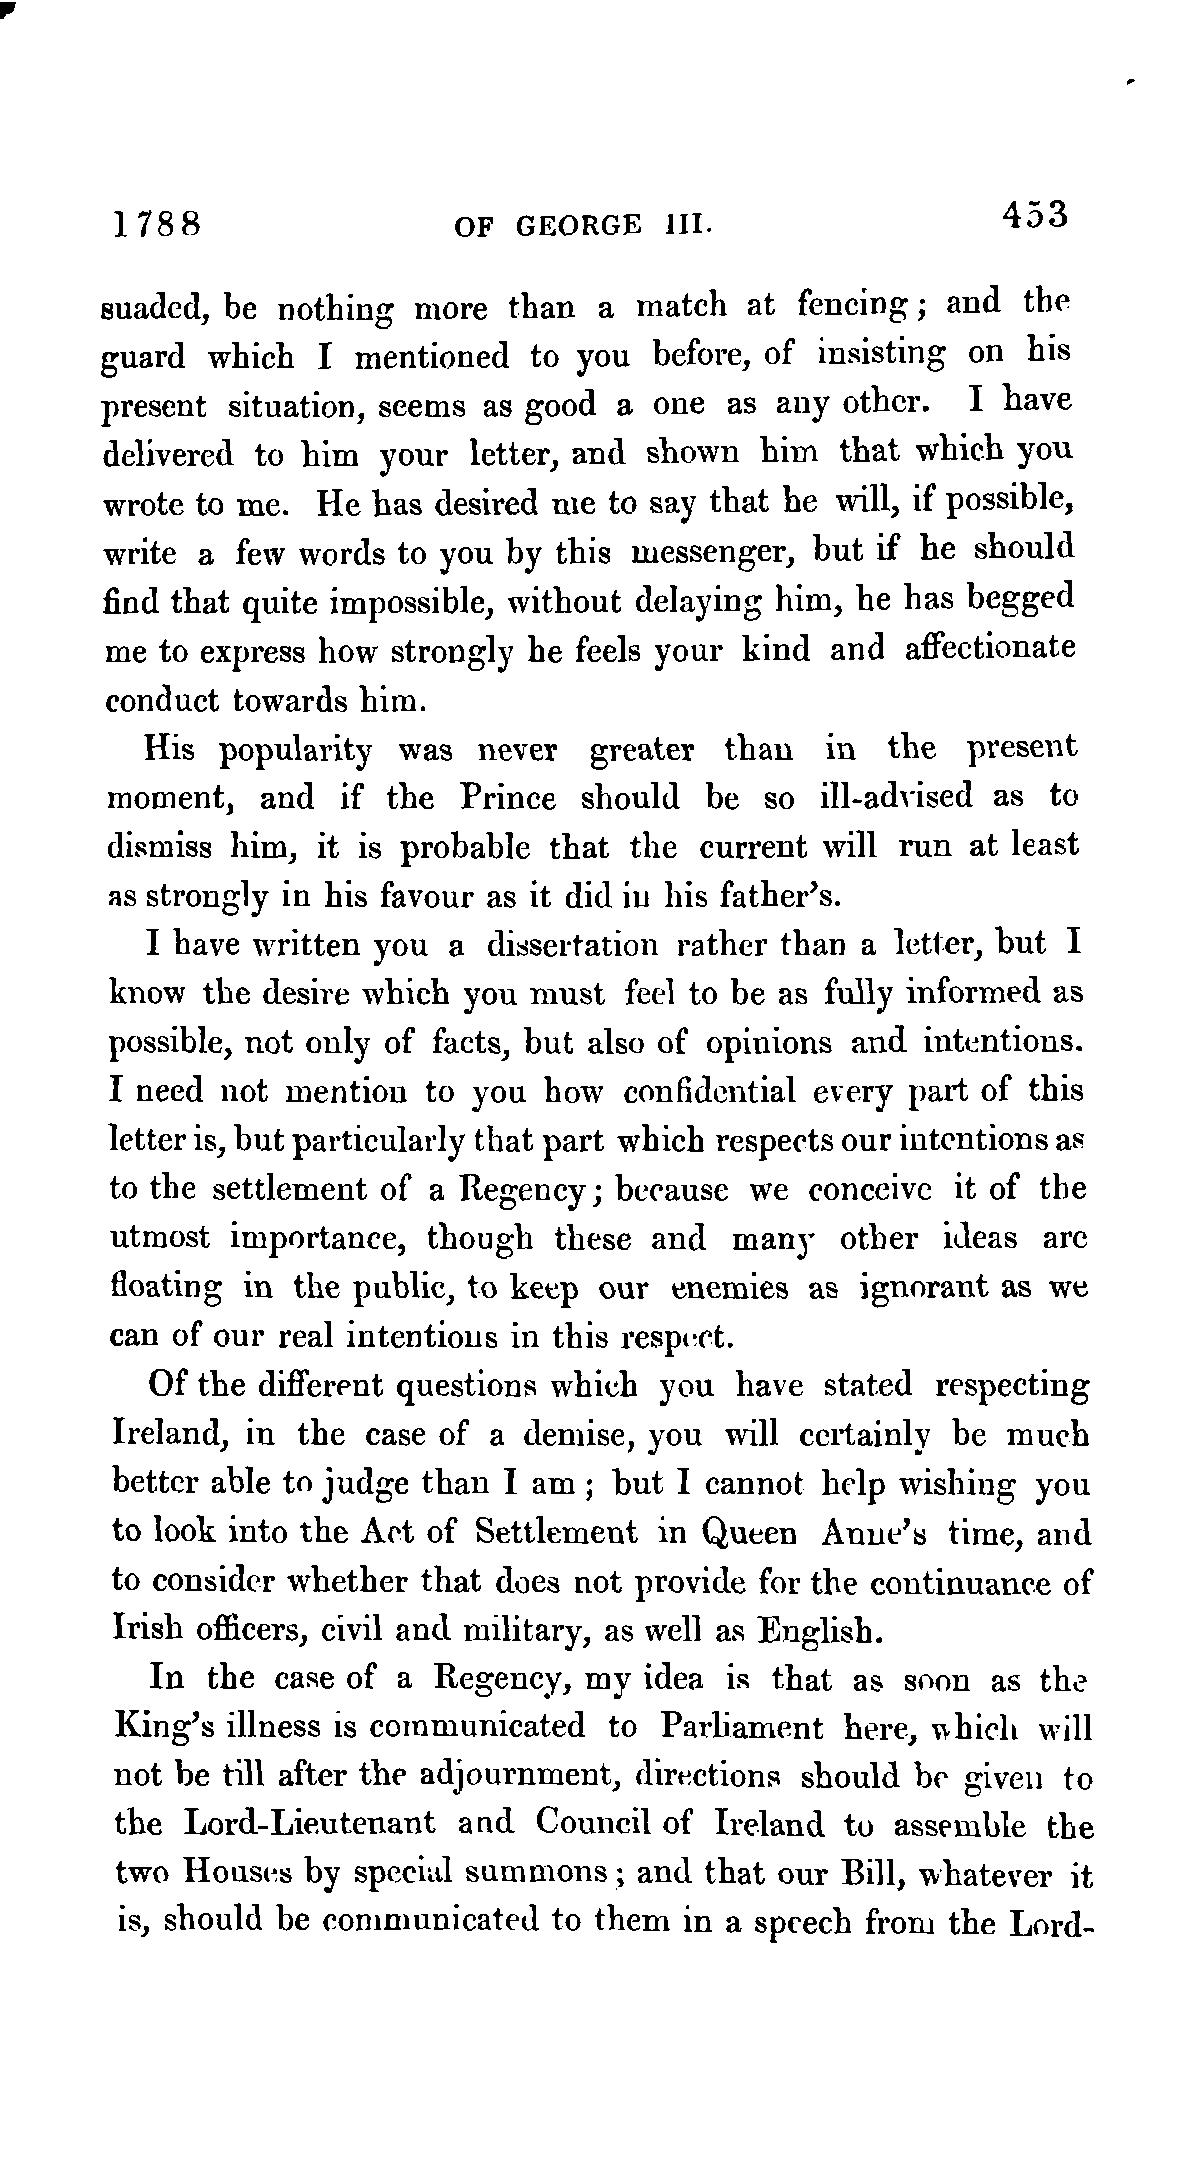 1788 OF GEORGE III. 453
suaded, be nothing more than a match at fencing; and the
guard which I mentioned to you before, of insisting on his
present situation, seems as good a one as any other. I have
delivered to him your letter, and shown him that which you
wrote to me. He has desired me to say that he will, if possible,
write a few words to you by this messenger, but if he should
find that quite impossible, without delaying him, he has begged
me to express how strongly he feels your kind and affectionate
conduct towards him.
His popularity was never greater than in the present
moment, and if the Prince should be so ill-advised as to
dismiss him, it is probable that the current will run at least
as strongly in his favour as it did in his father's.
I have written you a dissertation rather than a letter, but I
know the desire which you must feel to be as fully informed as
possible, not only of facts, but also of opinions and intentions.
I need not mention to you how confidential every part of this
letter is, but particularly that part which respects our intentions as
to the settlement of a Regency; because we conceive it of the
utmost importance, though these and many other ideas are
floating in the public, to keep our enemies as ignorant as we
can of our real intentions in this respect.
Of the different questions which you have stated respecting
Ireland, in the case of a demise, you will certainly be much
better able to judge than I am; but I cannot help wishing you
to look into the Act of Settlement in Queen Anne's time, and
to consider whether that does not provide for the continuance of
Irish officers, civil and military, as well as English.
In the case of a Regency, my idea is that as soon as the
King's illness is communicated to Parliament here, which will
not be till after the adjournment, directions should be given to
the Lord-Lieutenant and Council of Ireland to assemble the
two Houses by special summons; and that our Bill, whatever it
is, should be communicated to them in a speech from the Lord-